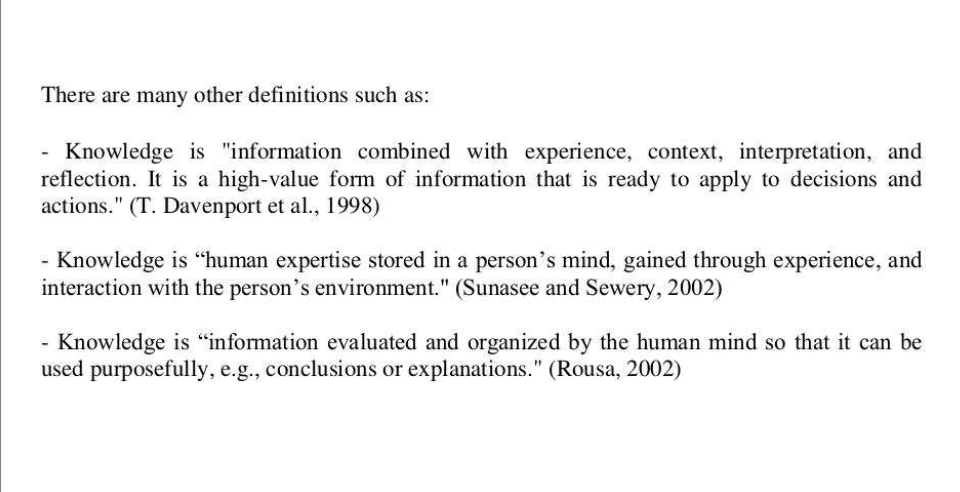 There are many other definitions such as:
- Knowledge is "information combined with experience, context, interpretation, and
reflection. It is a high-value form of information that is ready to apply to decisions and
actions." (T. Davenport et al., 1998)
- Knowledge is “human expertise stored in a person’s mind, gained through experience, and
interaction with the person’s environment." (Sunasee and Sewery, 2002)
- Knowledge is “information evaluated and organized by the human mind so that it can be
used purposefully, e.g., conclusions or explanations." (Rousa, 2002)